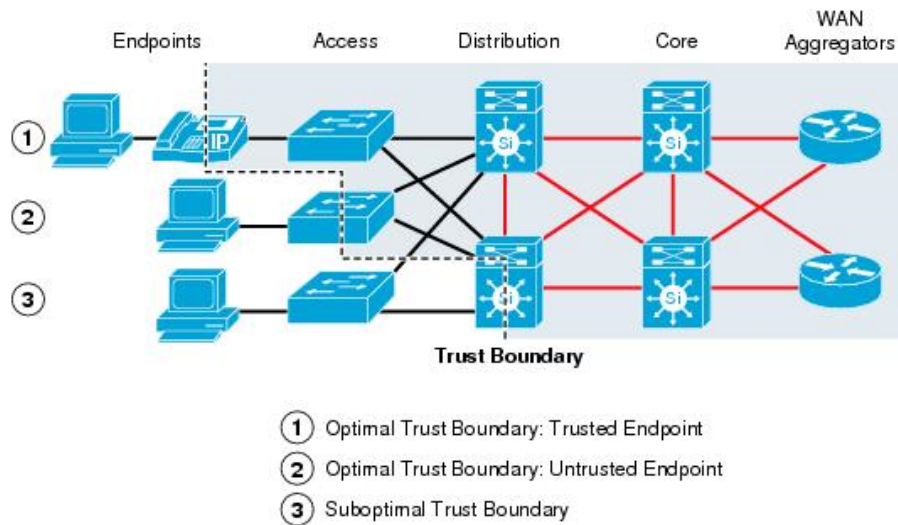 Endpoints Access Distribution Core WAN Aggregators
1 IP Si Si
2
3 Si Si
Trust Boundary
1 Optimal Trust Boundary: Trusted Endpoint
2 Optimal Trust Boundary: Untrusted Endpoint
3 Suboptimal Trust Boundary